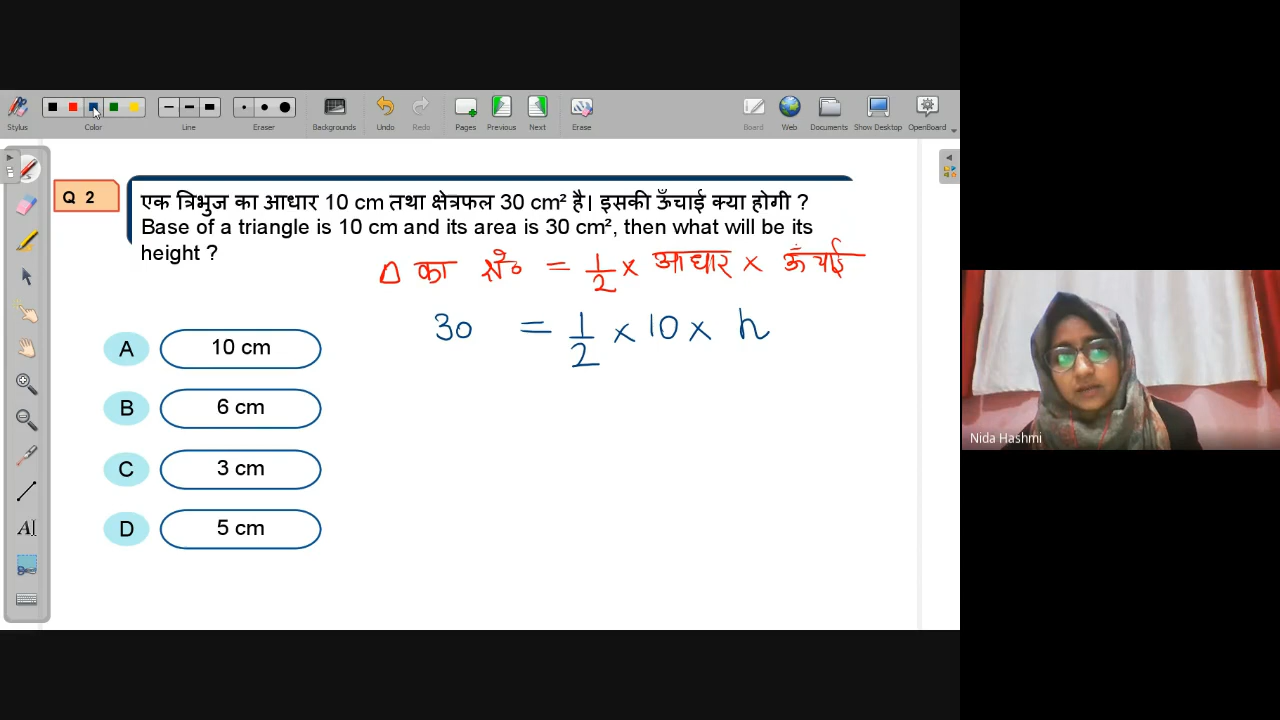 Stylus
Color
Line
Eraser
Backgrounds
Undo
Redo
Pages
Previous
Next
Erase
Board
Web
Documents
Show Desktop
OpenBoard
Q 2
एक त्रिभुज का आधार 10 cm तथा क्षेत्रफल 30 cm² है। इसकी ऊँचाई क्या होगी ?
Base of a triangle is 10 cm and its area is 30 cm², then what will be its
height ?
Δ का क्षे० = 1/2 × आधार × ऊँचाई
30 = 1/2 × 10 × h
A 10 cm
B 6 cm
C 3 cm
D 5 cm
Nida Hashmi